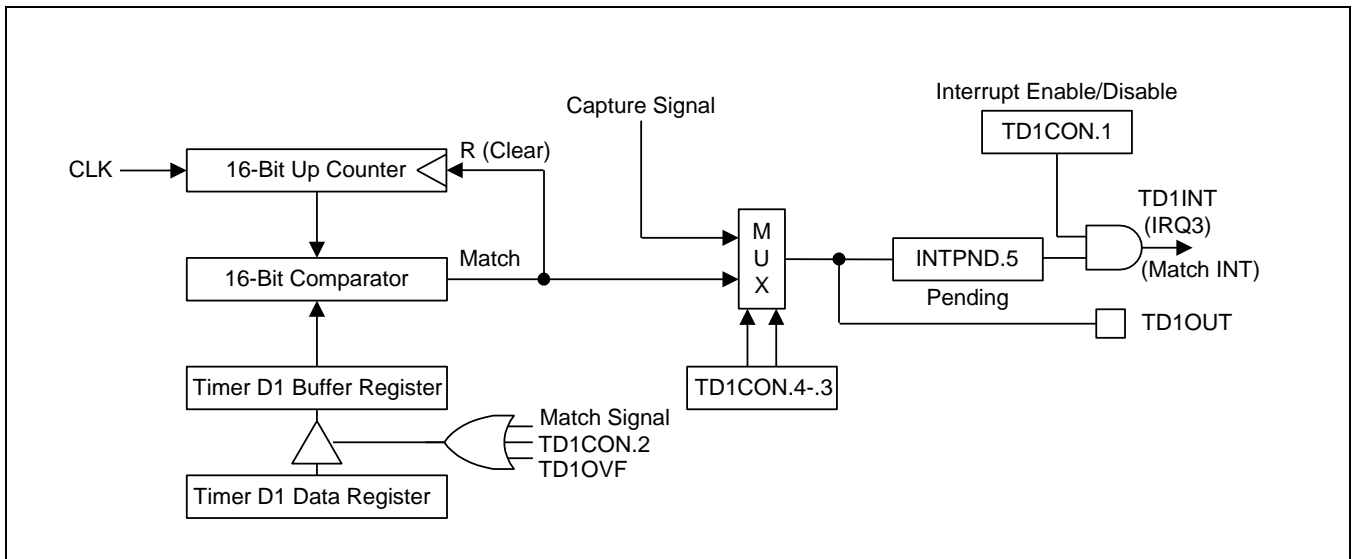 Interrupt Enable/Disable
Capture Signal
TD1CON.1
CLK
16-Bit Up Counter
R (Clear)
M
U
X
TD1INT
(IRQ3)
16-Bit Comparator
Match
INTPND.5
(Match INT)
Pending
TD1OUT
Timer D1 Buffer Register
TD1CON.4-.3
Match Signal
TD1CON.2
TD1OVF
Timer D1 Data Register